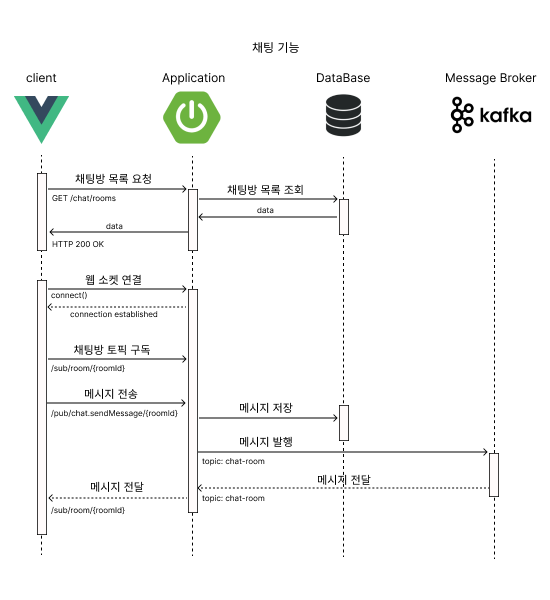 채팅 기능
client
Application
DataBase
Message Broker
kafka
채팅방 목록 요청
GET /chat/rooms
채팅방 목록 조회
data
data
HTTP 200 OK
웹 소켓 연결
connect()
connection established
채팅방 토픽 구독
/sub/room/{roomId}
메시지 전송
/pub/chat.sendMessage/{roomId}
메시지 저장
메시지 발행
topic: chat-room
메시지 전달
topic: chat-room
메시지 전달
/sub/room/{roomId}